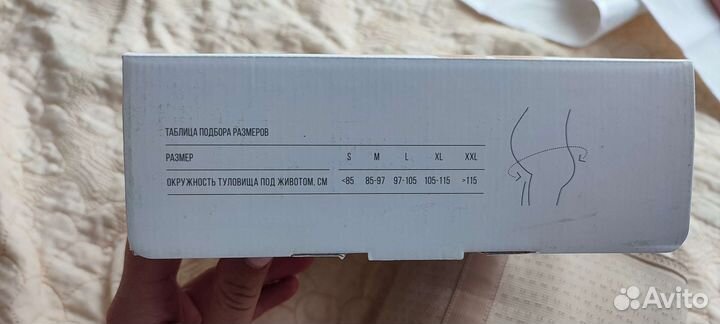 ТАБЛИЦА ПОДБОРА РАЗМЕРОВ
РАЗМЕР S M L XL XXL
ОКРУЖНОСТЬ ТУЛОВИЩА ПОД ЖИВОТОМ, СМ <85 85-97 97-105 105-115 >115
Avito